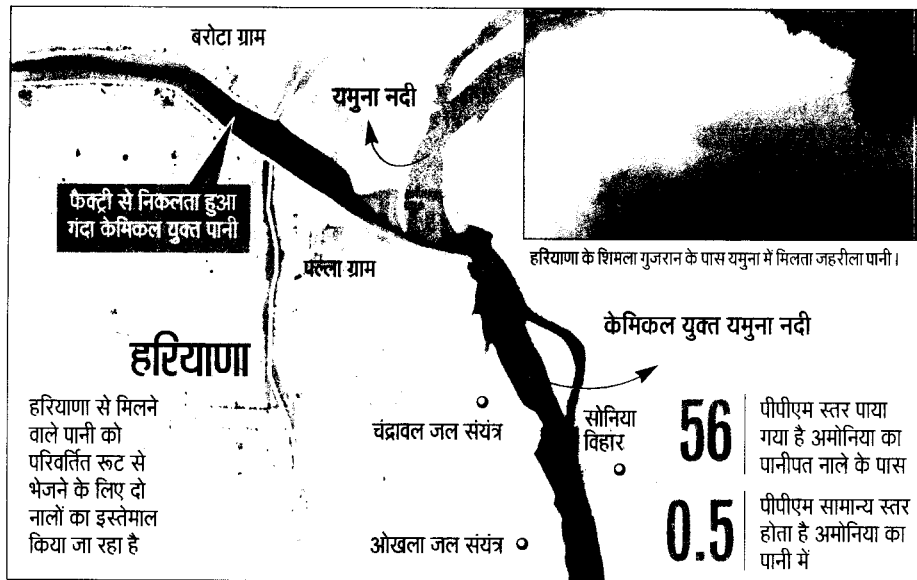 बरोटा ग्राम
यमुना नदी
फैक्ट्री से निकलता हुआ
गंदा केमिकल युक्त पानी
पल्ला ग्राम
हरियाणा के शिमला गुजरान के पास यमुना में मिलता जहरीला पानी।
केमिकल युक्त यमुना नदी
हरियाणा
हरियाणा से मिलने
वाले पानी को
परिवर्तित रूट से
भेजने के लिए दो
नालों का इस्तेमाल
किया जा रहा है
चंद्रावल जल संयंत्र
सोनिया
विहार
ओखला जल संयंत्र
56
पीपीएम स्तर पाया
गया है अमोनिया का
पानीपत नाले के पास
0.5
पीपीएम सामान्य स्तर
होता है अमोनिया का
पानी में